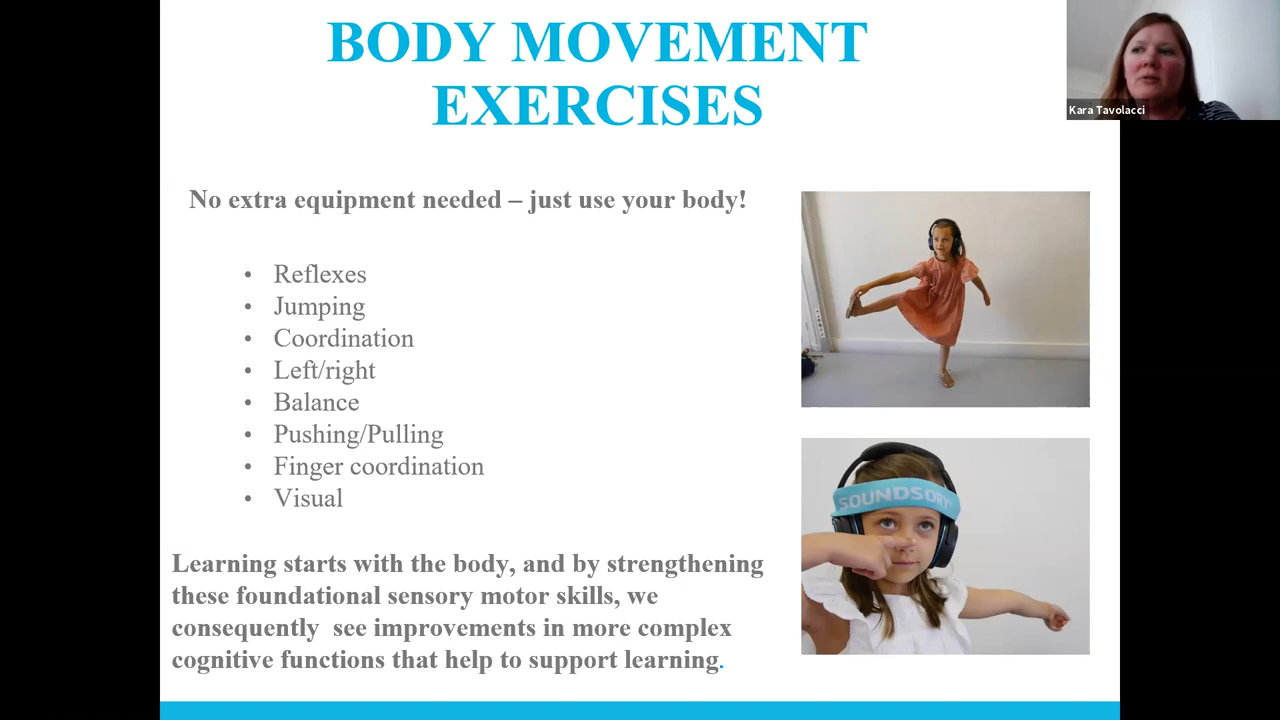 BODY MOVEMENT
EXERCISES
Kara Tavolacci
No extra equipment needed – just use your body!
• Reflexes
• Jumping
• Coordination
• Left/right
• Balance
• Pushing/Pulling
• Finger coordination
• Visual
SOUNDSORY
Learning starts with the body, and by strengthening
these foundational sensory motor skills, we
consequently  see improvements in more complex
cognitive functions that help to support learning.